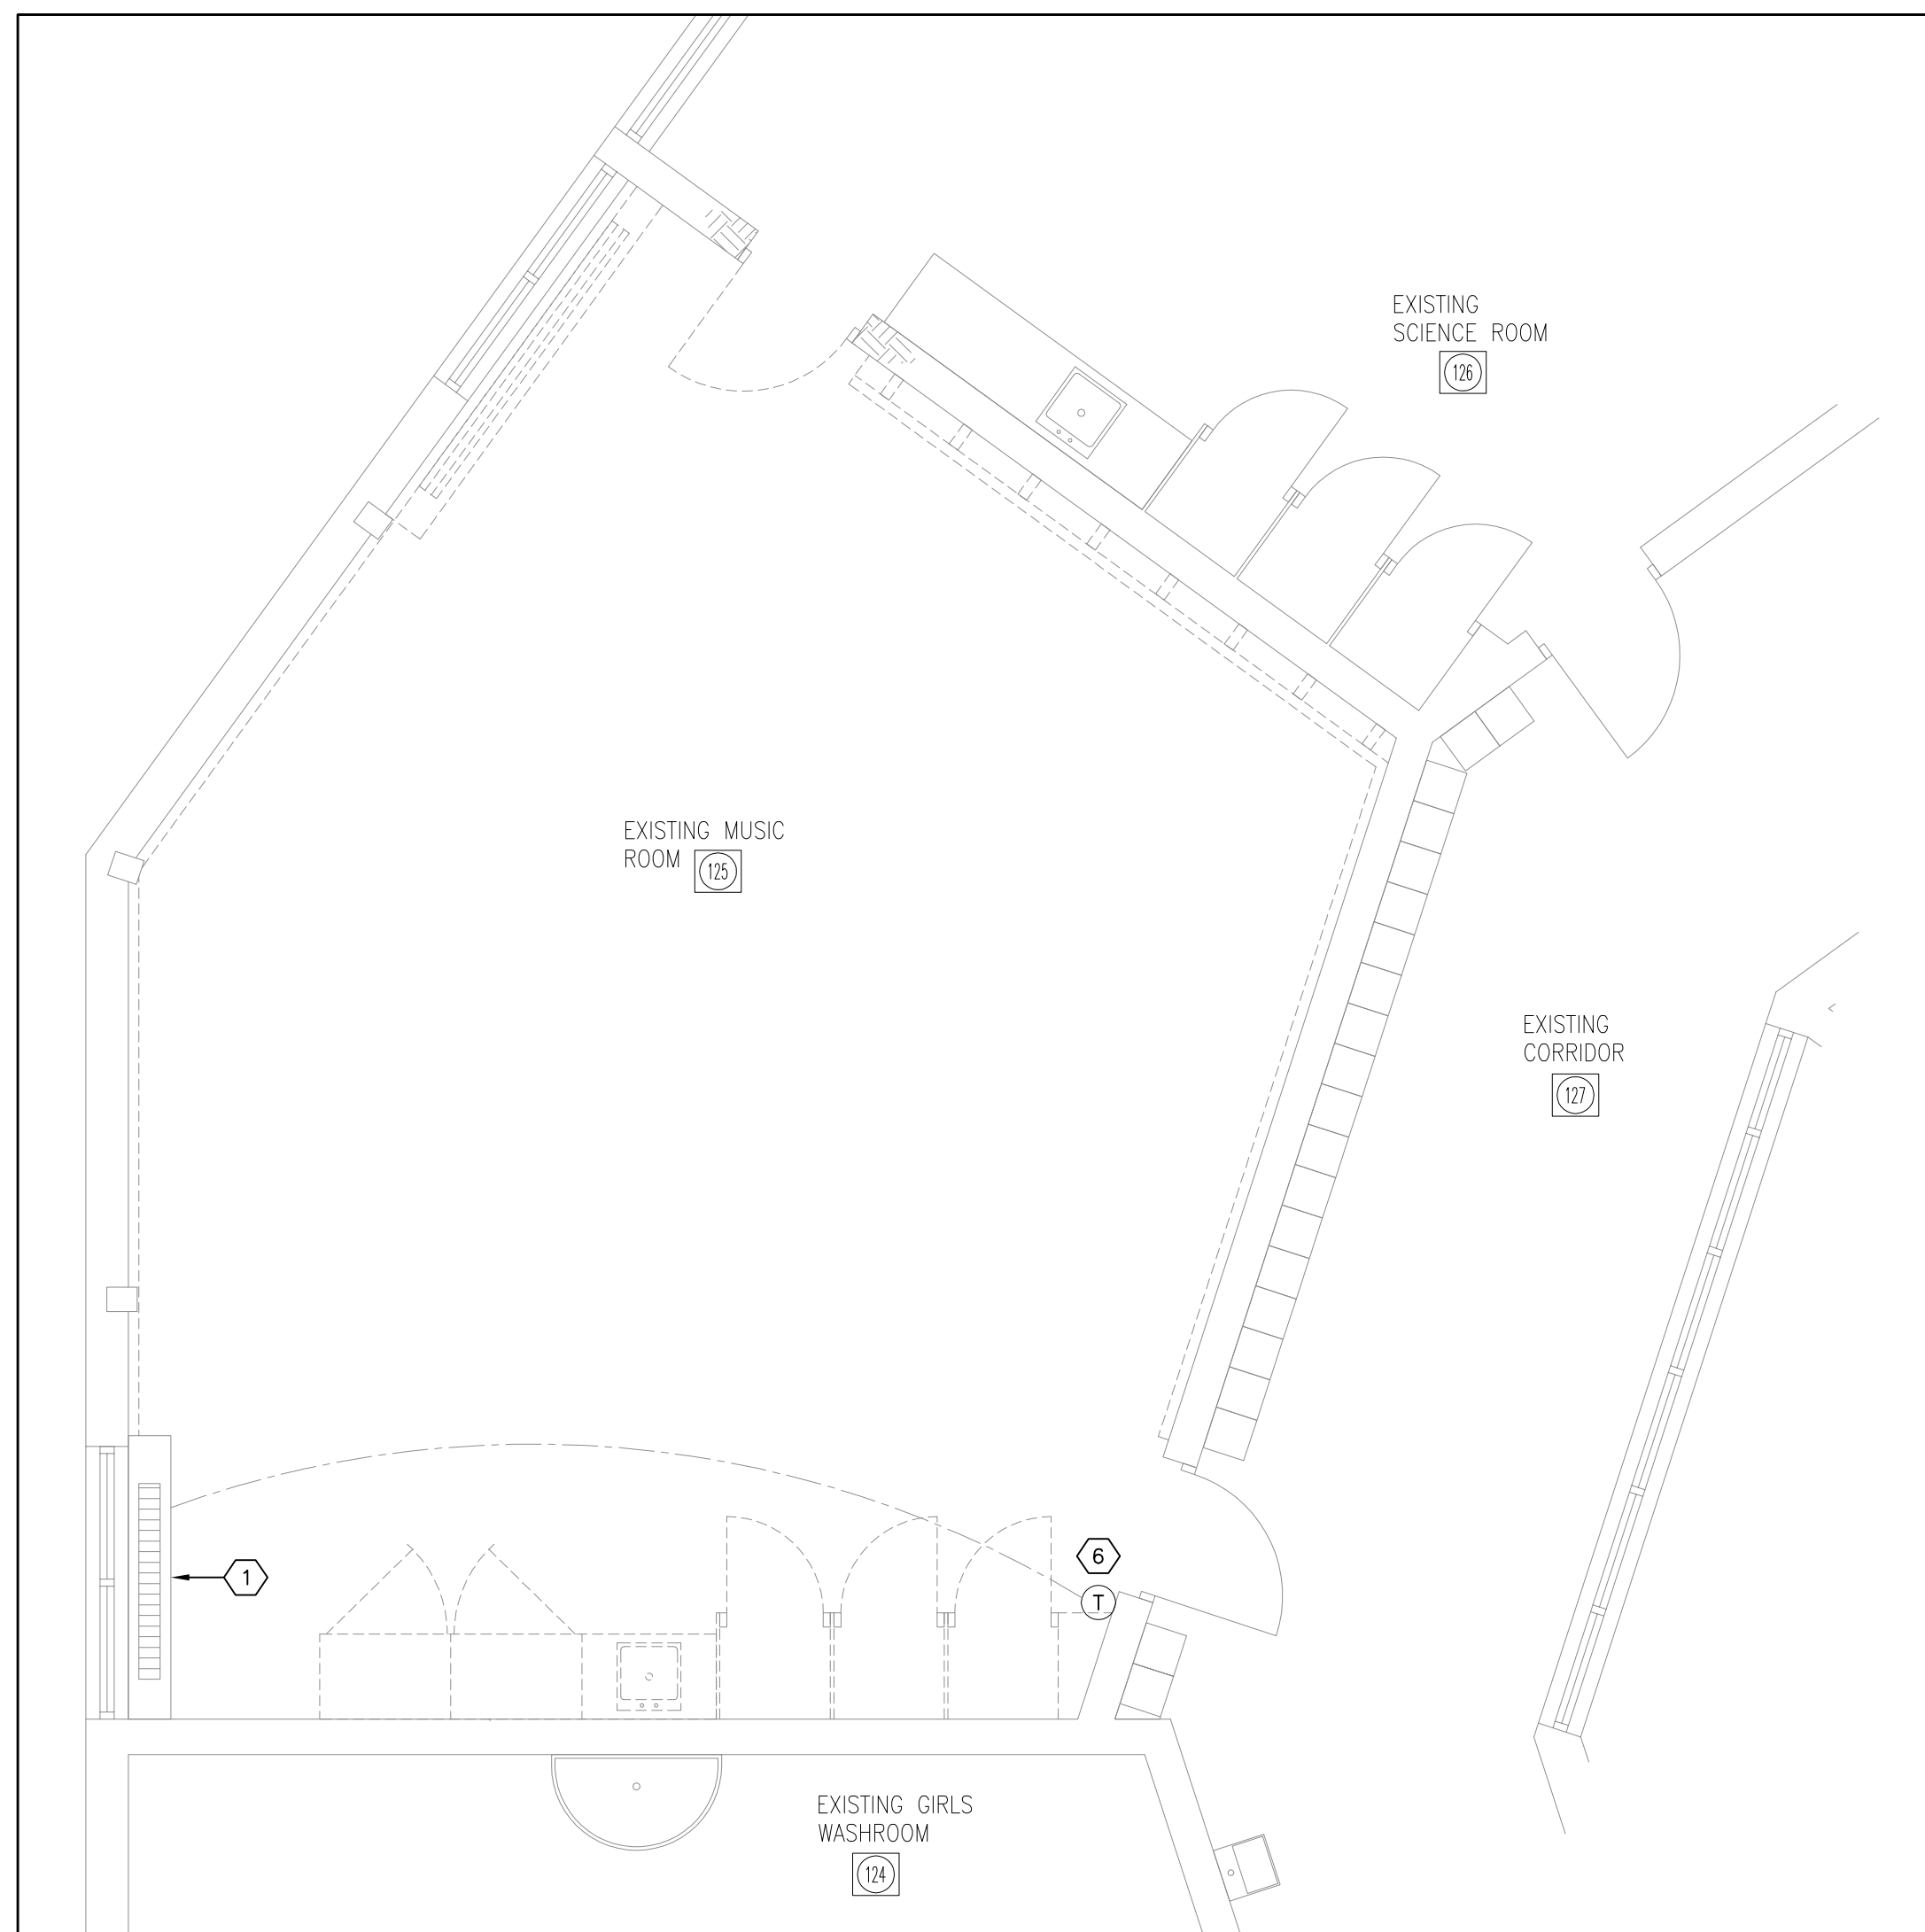 EXISTING
SCIENCE ROOM
126
EXISTING MUSIC
ROOM 125
EXISTING
CORRIDOR
127
6
T
1
EXISTING GIRLS
WASHROOM
124